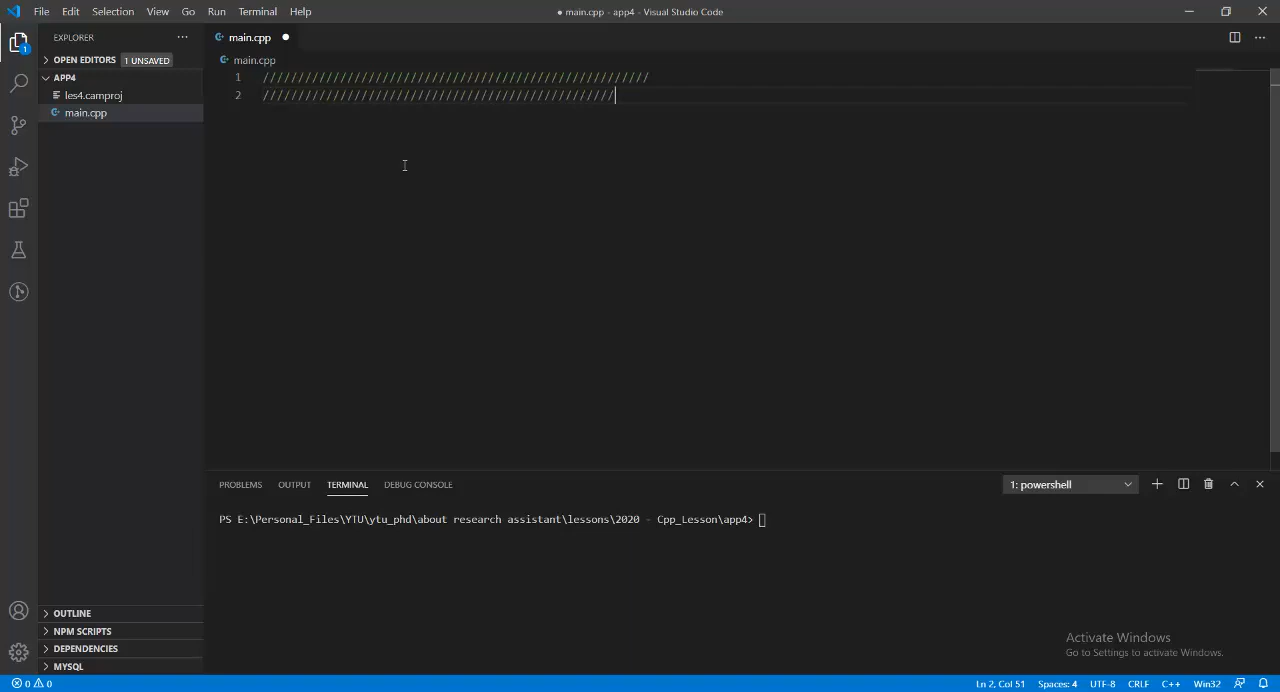 File Edit Selection View Go Run Terminal Help
● main.cpp - app4 - Visual Studio Code
EXPLORER
OPEN EDITORS 1 UNSAVED
APP4
les4.camproj
main.cpp
1
main.cpp
main.cpp
1 ///////////////////////////////////////////////////////
2 //////////////////////////////////////////////////
PROBLEMS OUTPUT TERMINAL DEBUG CONSOLE
1: powershell
PS E:\Personal_Files\YTU\ytu_phd\about research assistant\lessons\2020 - Cpp_Lesson\app4>
OUTLINE
NPM SCRIPTS
DEPENDENCIES
MYSQL
Activate Windows
Go to Settings to activate Windows.
0 0
Ln 2, Col 51 Spaces: 4 UTF-8 CRLF C++ Win32